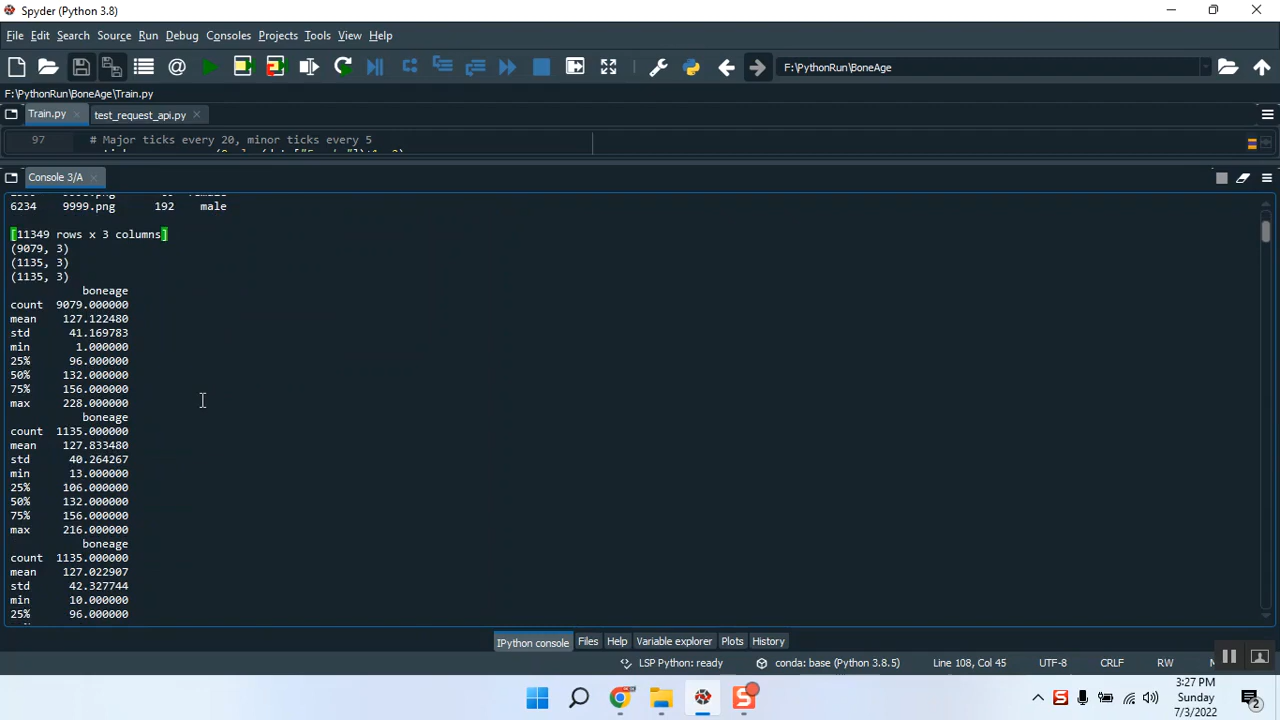 Spyder (Python 3.8)
File Edit Search Source Run Debug Consoles Projects Tools View Help
F:\PythonRun\BoneAge
F:\PythonRun\BoneAge\Train.py
Train.py test_request_api.py
97 # Major ticks every 20, minor ticks every 5
Console 3/A
6234 9999.png 192 male
[11349 rows x 3 columns]
(9079, 3)
(1135, 3)
(1135, 3)
boneage
count 9079.000000
mean 127.122480
std 41.169783
min 1.000000
25% 96.000000
50% 132.000000
75% 156.000000
max 228.000000
boneage
count 1135.000000
mean 127.833480
std 40.264267
min 13.000000
25% 106.000000
50% 132.000000
75% 156.000000
max 216.000000
boneage
count 1135.000000
mean 127.022907
std 42.327744
min 10.000000
25% 96.000000
IPython console Files Help Variable explorer Plots History
LSP Python: ready conda: base (Python 3.8.5) Line 108, Col 45 UTF-8 CRLF RW
3:27 PM
Sunday
7/3/2022
2